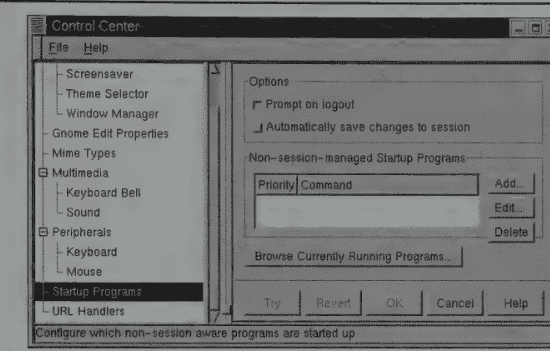 Control Center
File Help
Screensaver
Theme Selector
Window Manager
Gnome Edit Properties
Mime Types
Multimedia
Keyboard Bell
Sound
Peripherals
Keyboard
Mouse
Startup Programs
URL Handlers
Options
Prompt on logout
Automatically save changes to session
Non-session-managed Startup Programs
Priority Command
Add...
Edit...
Delete
Browse Currently Running Programs...
Try Revert OK Cancel Help
Configure which non-session aware programs are started up